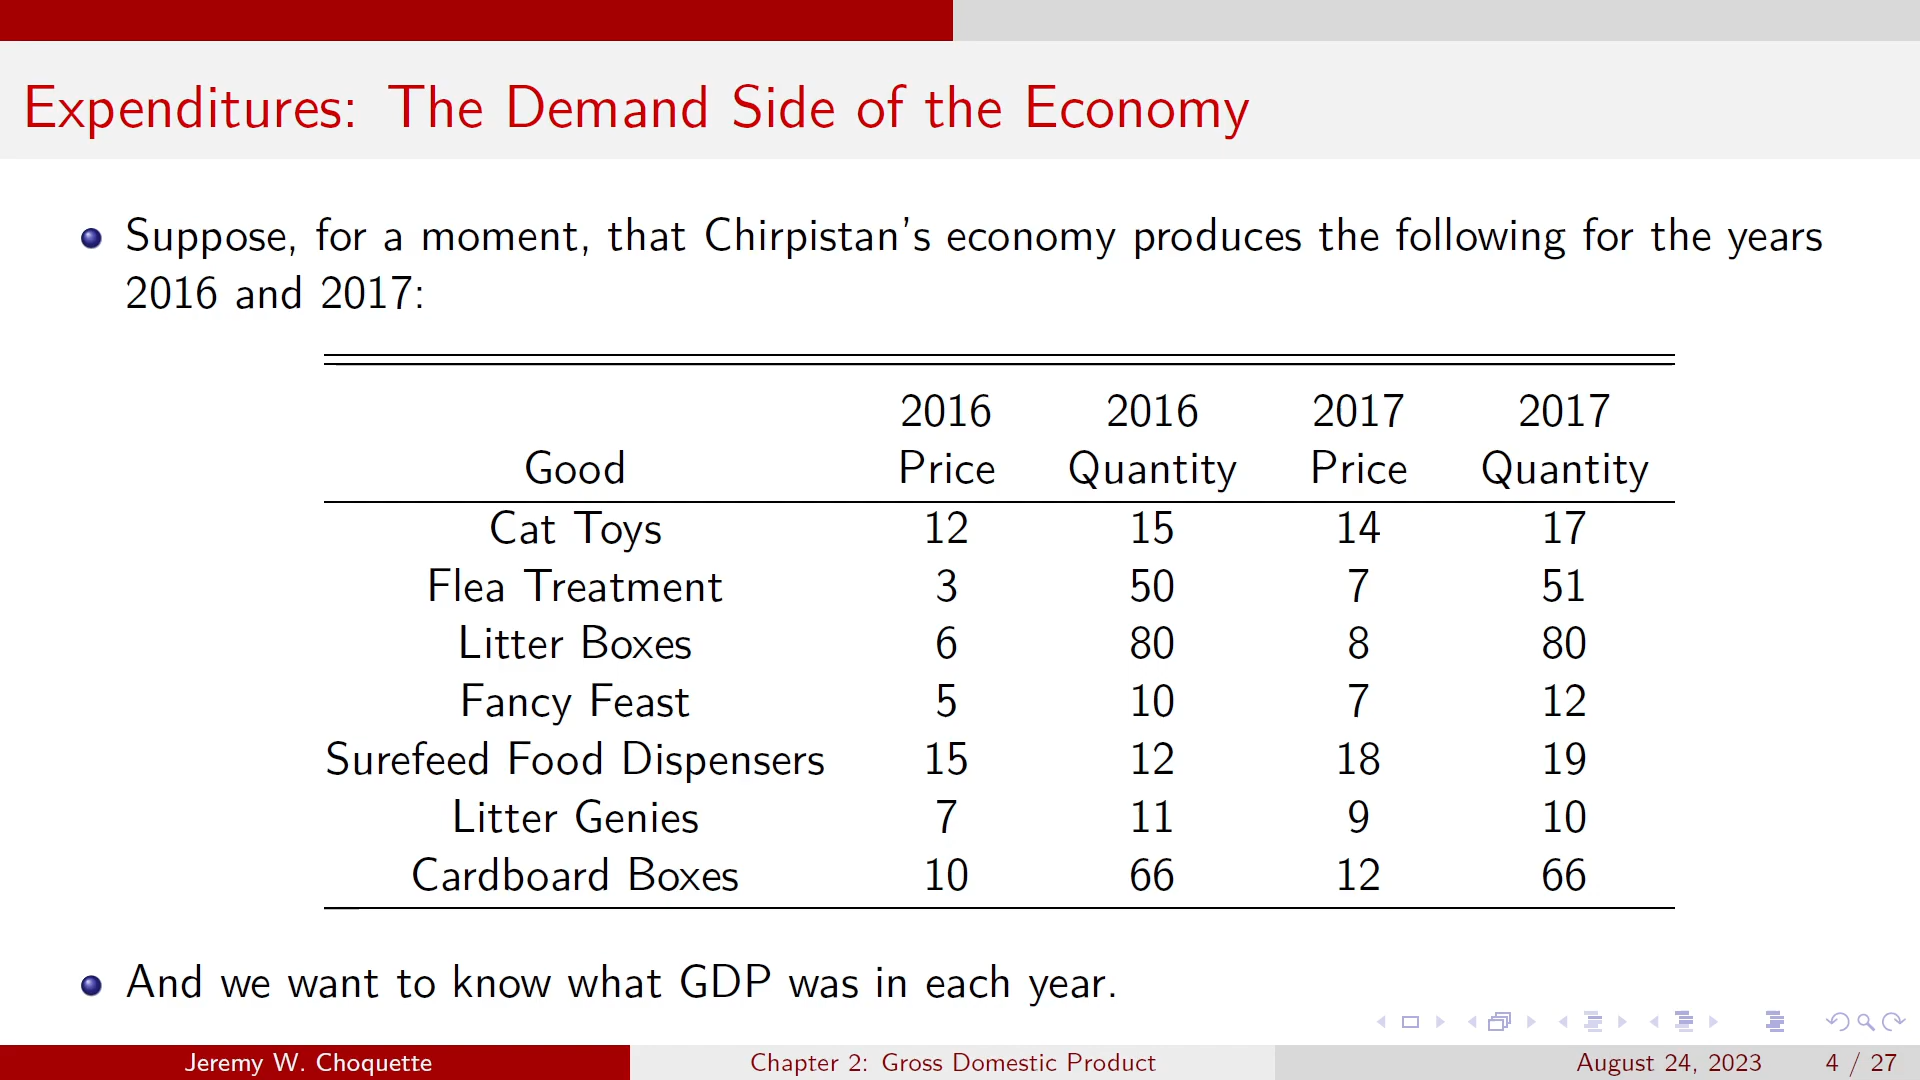 Expenditures: The Demand Side of the Economy
Suppose, for a moment, that Chirpistan's economy produces the following for the years
2016 and 2017:
2016 2016 2017 2017
Good Price Quantity Price Quantity
Cat Toys 12 15 14 17
Flea Treatment 3 50 7 51
Litter Boxes 6 80 8 80
Fancy Feast 5 10 7 12
Surefeed Food Dispensers 15 12 18 19
Litter Genies 7 11 9 10
Cardboard Boxes 10 66 12 66
And we want to know what GDP was in each year.
Jeremy W. Choquette Chapter 2: Gross Domestic Product August 24, 2023 4 / 27